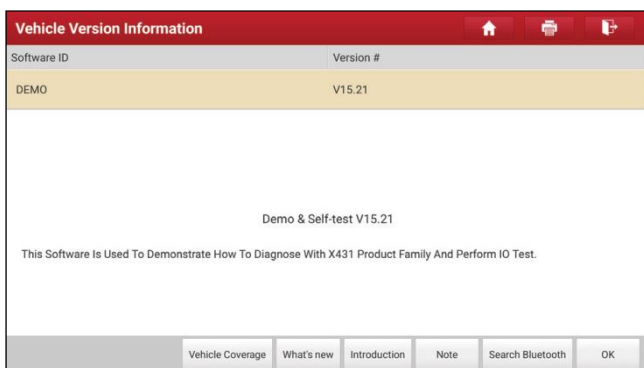 Vehicle Version Information
Software ID Version #
DEMO V15.21
Demo & Self-test V15.21
This Software Is Used To Demonstrate How To Diagnose With X431 Product Family And Perform IO Test.
Vehicle Coverage What's new Introduction Note Search Bluetooth OK